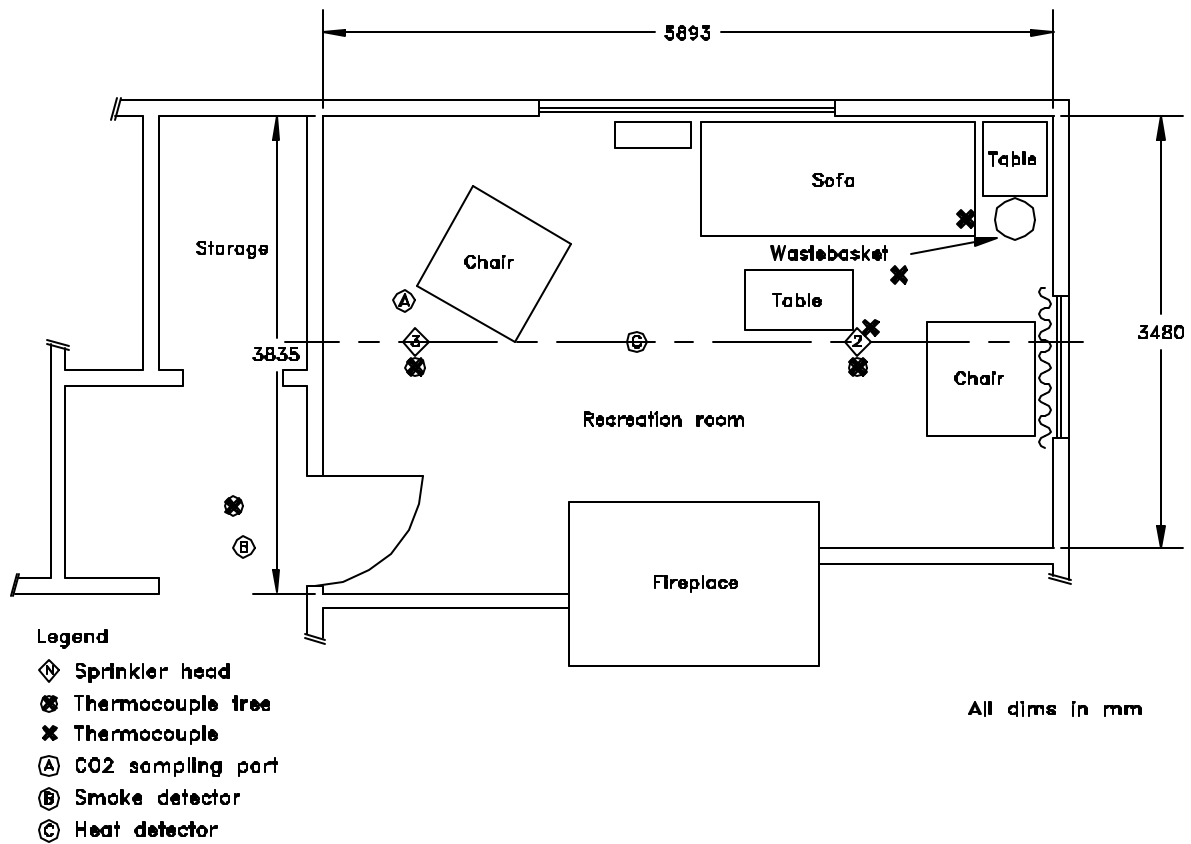 5893
Table
Sofa
Storage
Wastebasket
Chair
A
Table
3
C
2
3480
3835
Chair
Recreation room
B
Fireplace
Legend
N Sprinkler head
Thermocouple tree
Thermocouple
A CO2 sampling port
B Smoke detector
C Heat detector
All dims in mm